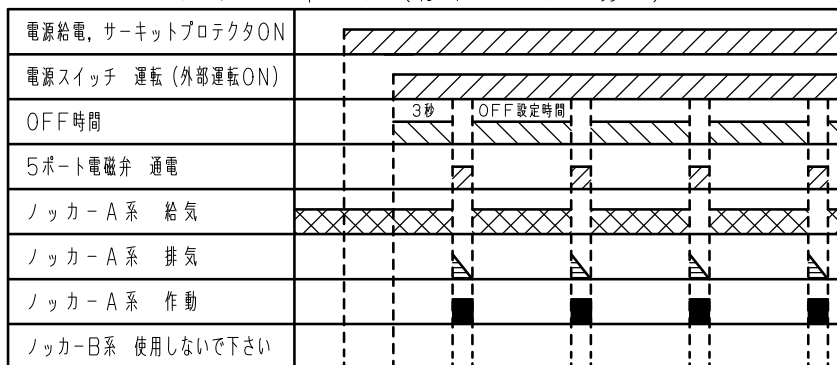 電源給電, サーキットプロテクタON
電源スイッチ 運転 (外部運転ON)
OFF時間
3秒
OFF設定時間
5ポート電磁弁 通電
ノッカーA系 給気
ノッカーA系 排気
ノッカーA系 作動
ノッカーB系 使用しないで下さい